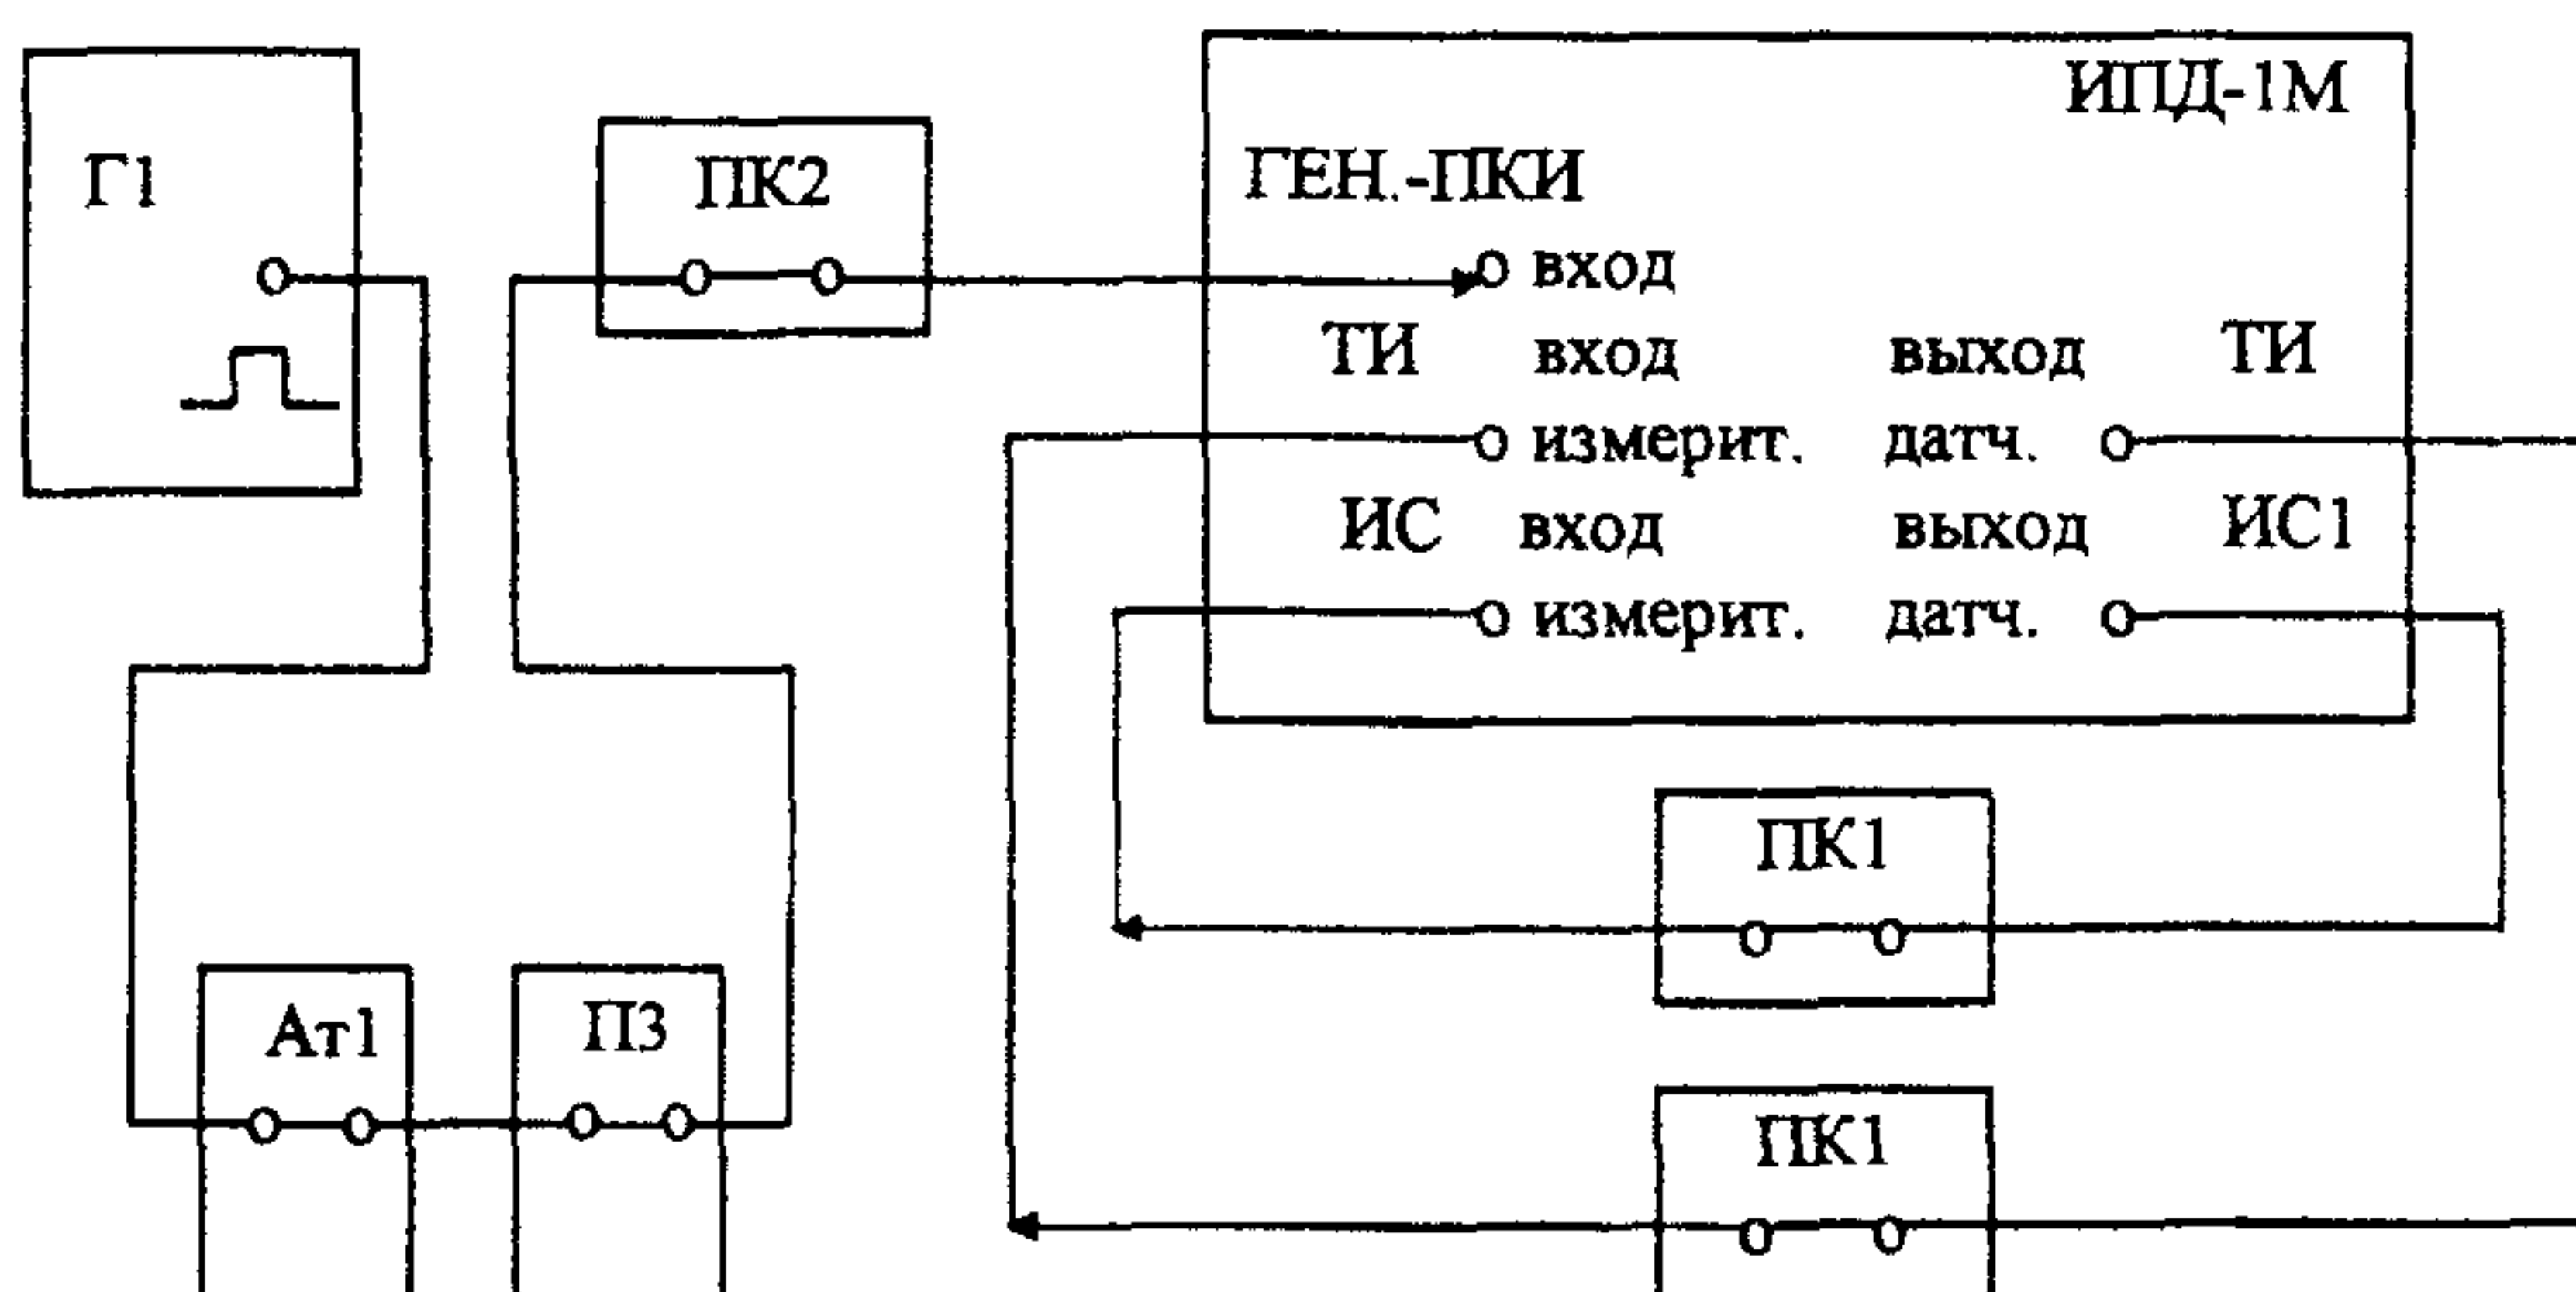 Г1
ПК2
ИПД-1М
ГЕН.-ПКИ
вход
ТИ вход выход ТИ
измерит. датч.
ИС вход выход ИС1
измерит. датч.
ПК1
Ат1 П3
ПК1